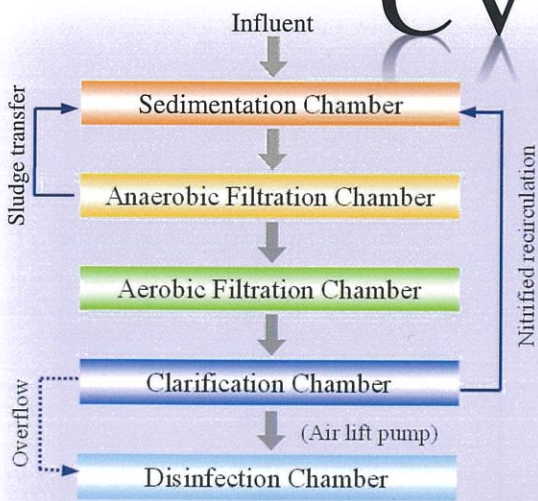 CV
Influent
Sedimentation Chamber
Sludge transfer
Anaerobic Filtration Chamber
Nitrified recirculation
Aerobic Filtration Chamber
Clarification Chamber
Overflow
(Air lift pump)
Disinfection Chamber